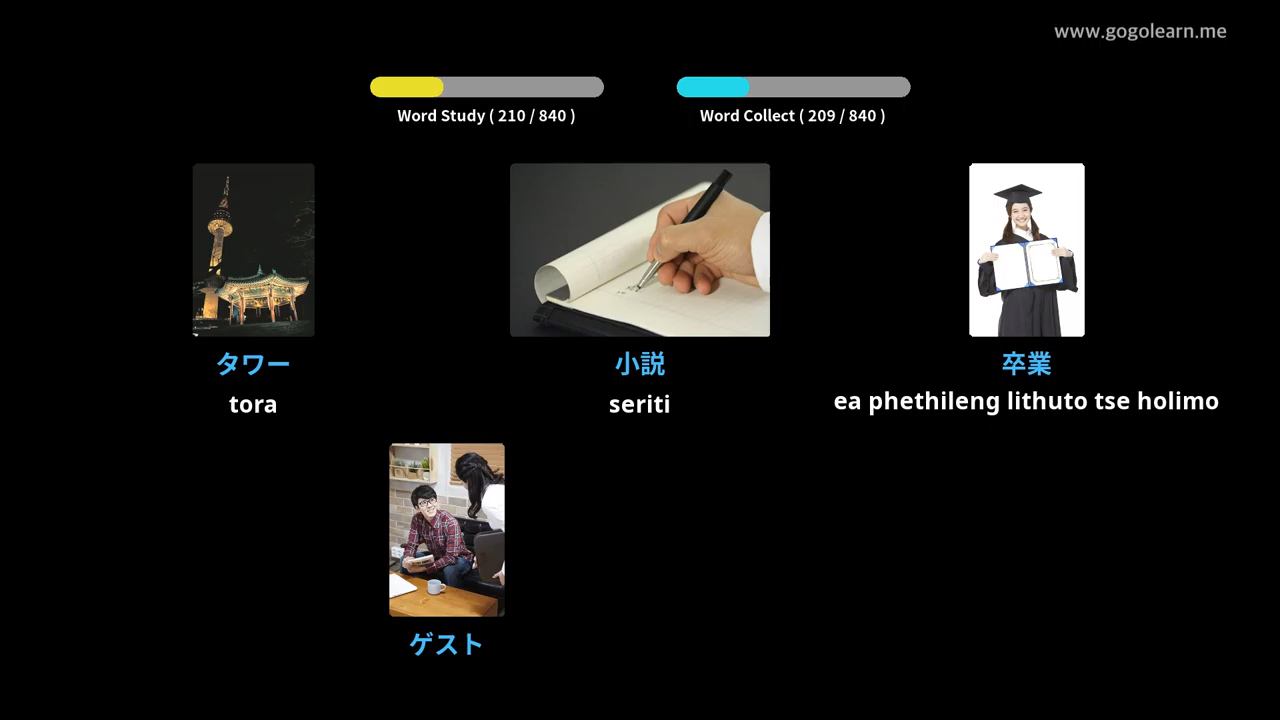 www.gogolearn.me
Word Study ( 210 / 840 )
Word Collect ( 209 / 840 )
タワー
小説
卒業
tora
seriti
ea phethileng lithuto tse holimo
ゲスト